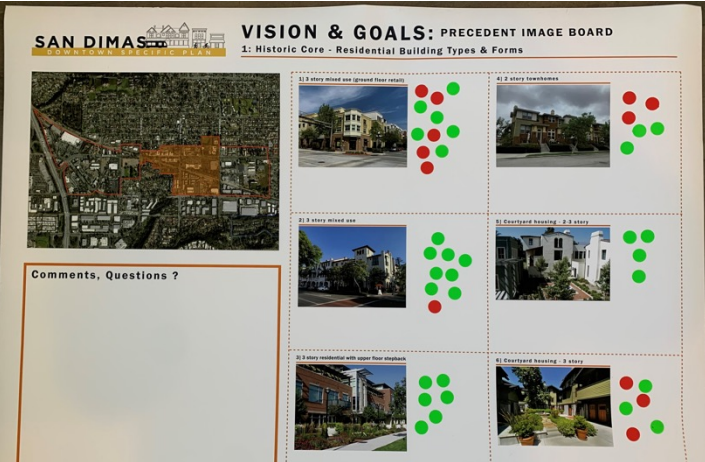 SAN DIMAS
DOWNTOWN SPECIFIC PLAN
VISION & GOALS: PRECEDENT IMAGE BOARD
1: Historic Core - Residential Building Types & Forms
1) 3 story mixed use (ground floor retail)
4) 2 story townhomes
2) 3 story mixed use
5) Courtyard housing - 2-3 story
Comments, Questions ?
3) 3 story residential with upper floor stepback
6) Courtyard housing - 3 story